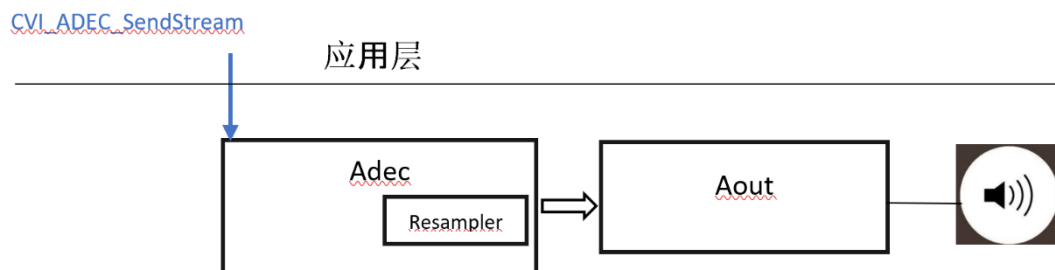 CVI_ADEC_SendStream
应用层
Adec
Aout
Resampler